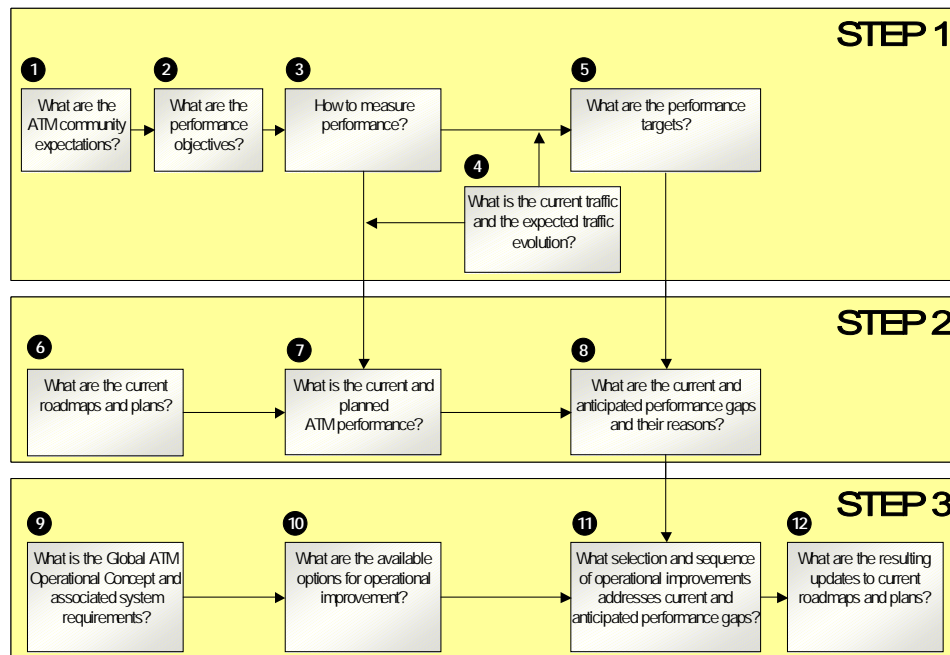 STEP 1
1
What are the
ATM community
expectations?
2
What are the
performance
objectives?
3
How to measure
performance?
4
What is the current traffic
and the expected traffic
evolution?
5
What are the performance
targets?
STEP 2
6
What are the current
roadmaps and plans?
7
What is the current and
planned
ATM performance?
8
What are the current and
anticipated performance gaps
and their reasons?
STEP 3
9
What is the Global ATM
Operational Concept and
associated system
requirements?
10
What are the available
options for operational
improvement?
11
What selection and sequence
of operational improvements
addresses current and
anticipated performance gaps?
12
What are the resulting
updates to current
roadmaps and plans?